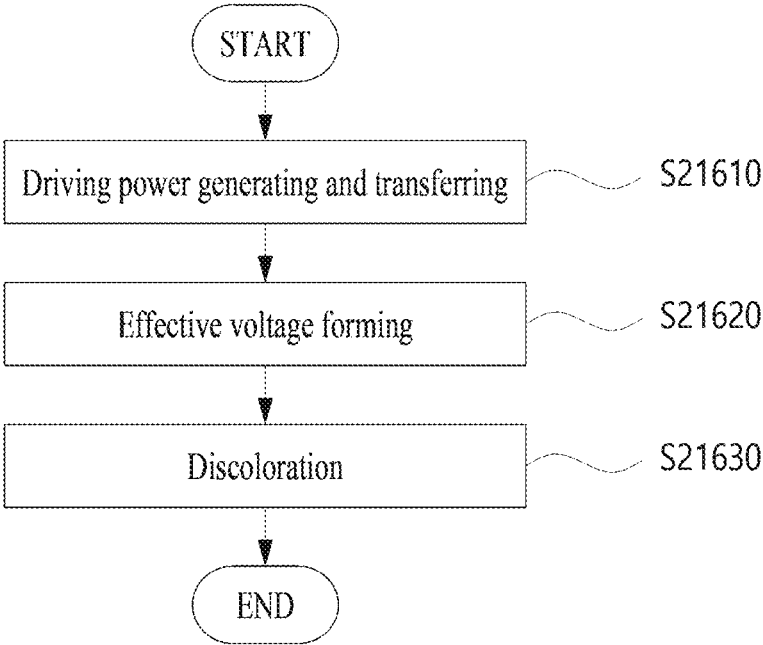 START
Driving power generating and transferring
S21610
Effective voltage forming
S21620
Discoloration
S21630
END